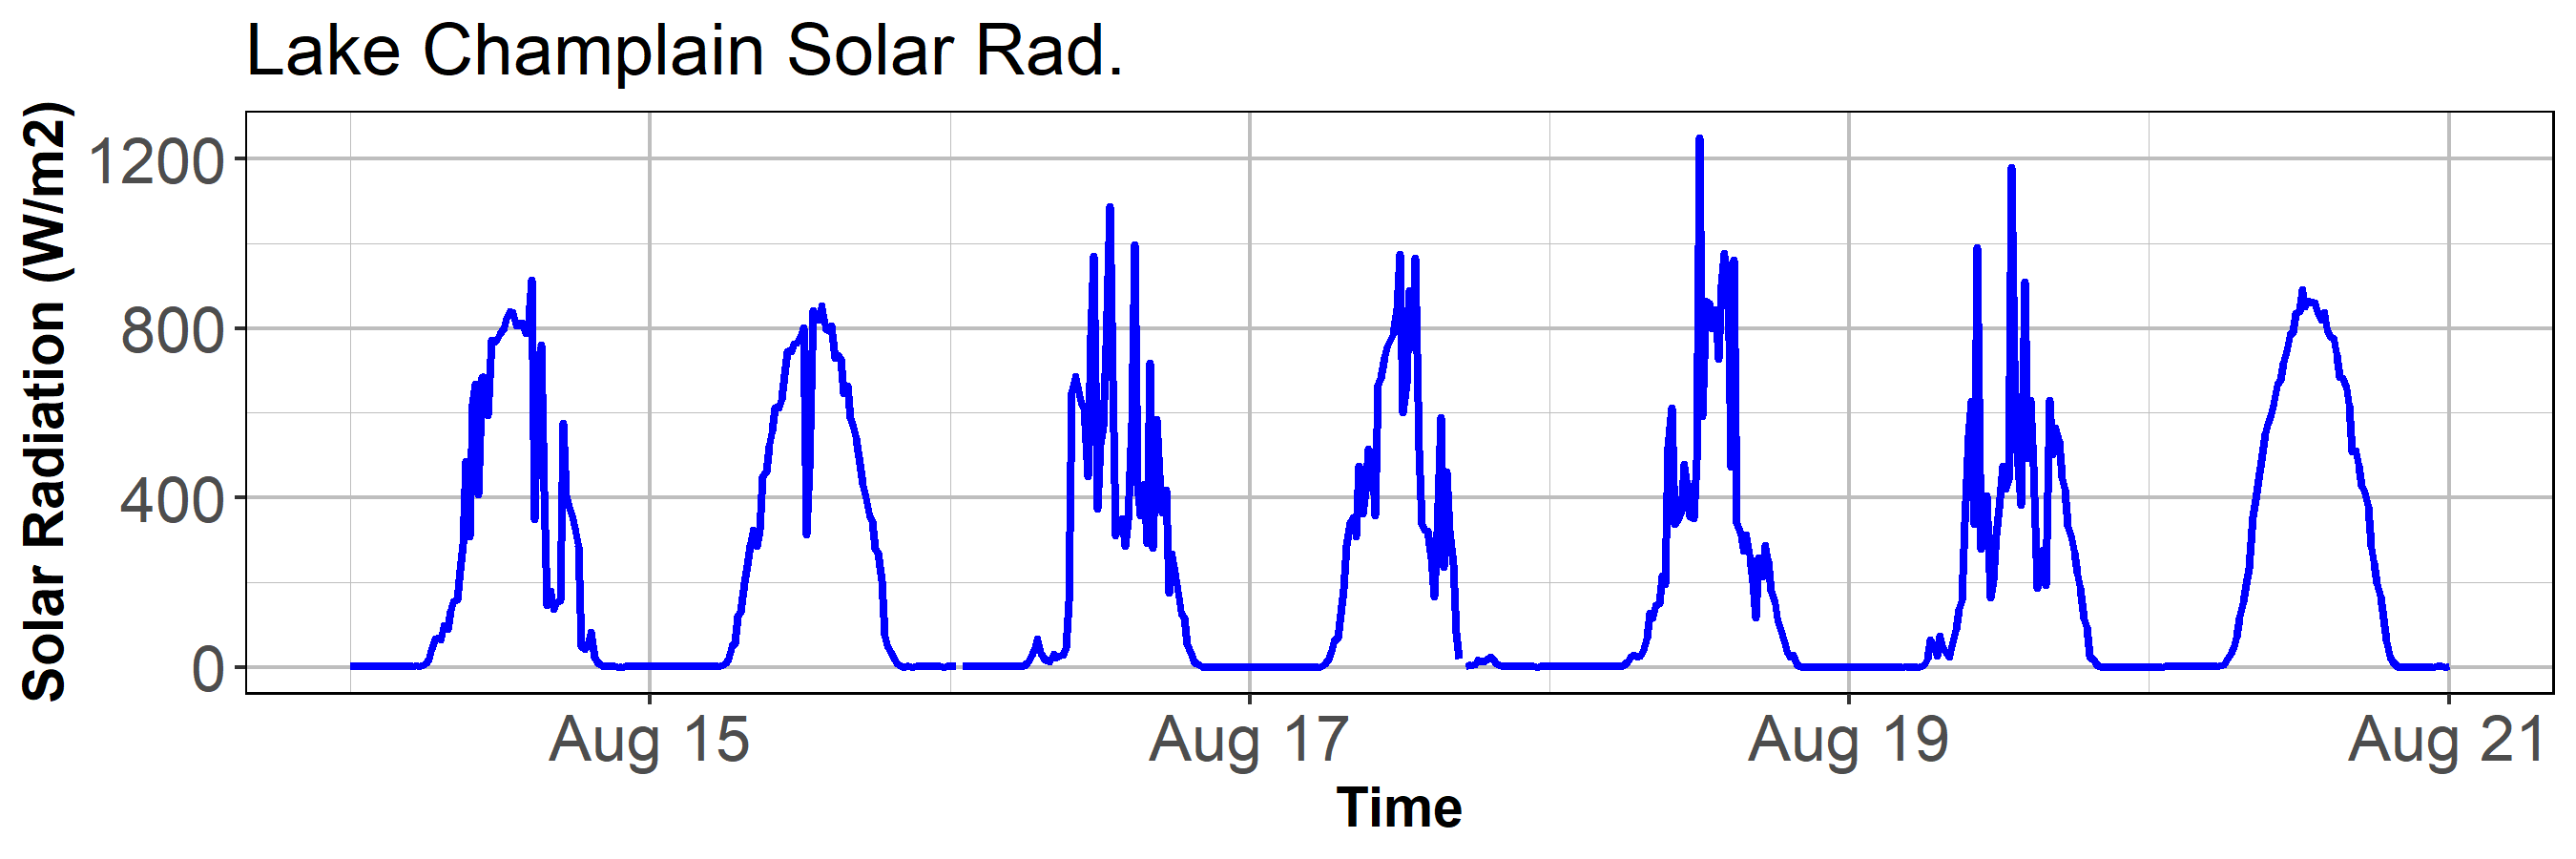 Lake Champlain Solar Rad.
Solar Radiation (W/m2)
1200
800
400
0
Aug 15 Aug 17 Aug 19 Aug 21
Time